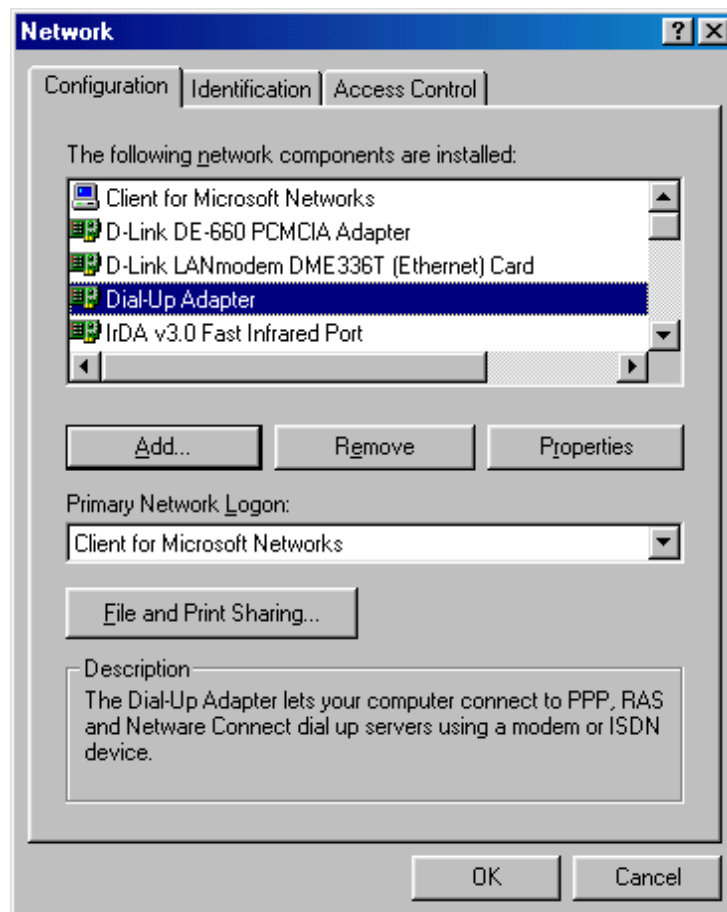 Network
Configuration Identification Access Control
The following network components are installed:
Client for Microsoft Networks
D-Link DE-660 PCMCIA Adapter
D-Link LANmodem DME336T (Ethernet) Card
Dial-Up Adapter
IrDA v3.0 Fast Infrared Port
Add... Remove Properties
Primary Network Logon:
Client for Microsoft Networks
File and Print Sharing...
Description
The Dial-Up Adapter lets your computer connect to PPP, RAS
and Netware Connect dial up servers using a modem or ISDN
device.
OK Cancel